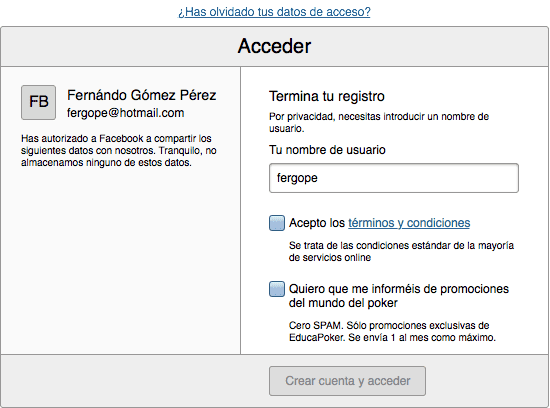 ¿Has olvidado tus datos de acceso?
Acceder
FB
Fernándo Gómez Pérez
fergope@hotmail.com
Has autorizado a Facebook a compartir los
siguientes datos con nosotros. Tranquilo, no
almacenamos ninguno de estos datos.
Termina tu registro
Por privacidad, necesitas introducir un nombre de
usuario.
Tu nombre de usuario
fergope
Acepto los términos y condiciones
Se trata de las condiciones estándar de la mayoría
de servicios online
Quiero que me informéis de promociones
del mundo del poker
Cero SPAM. Sólo promociones exclusivas de
EducaPoker. Se envía 1 al mes como máximo.
Crear cuenta y acceder